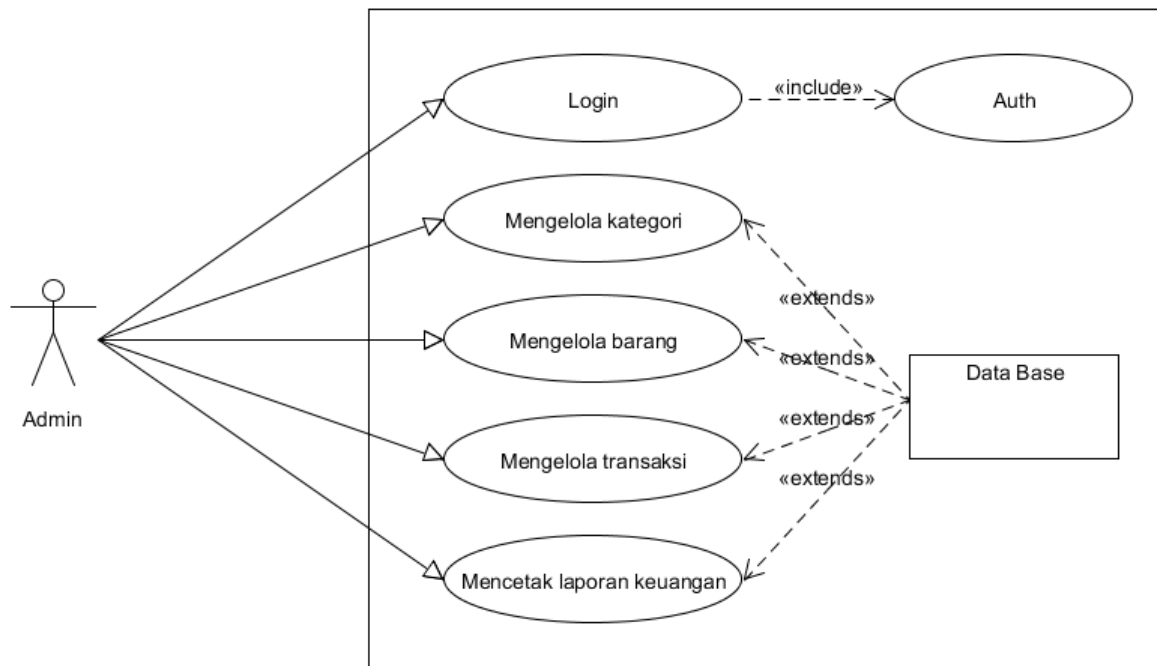 Login
«include»
Auth
Mengelola kategori
«extends»
Mengelola barang
«extends»
Data Base
Admin
«extends»
Mengelola transaksi
«extends»
Mencetak laporan keuangan